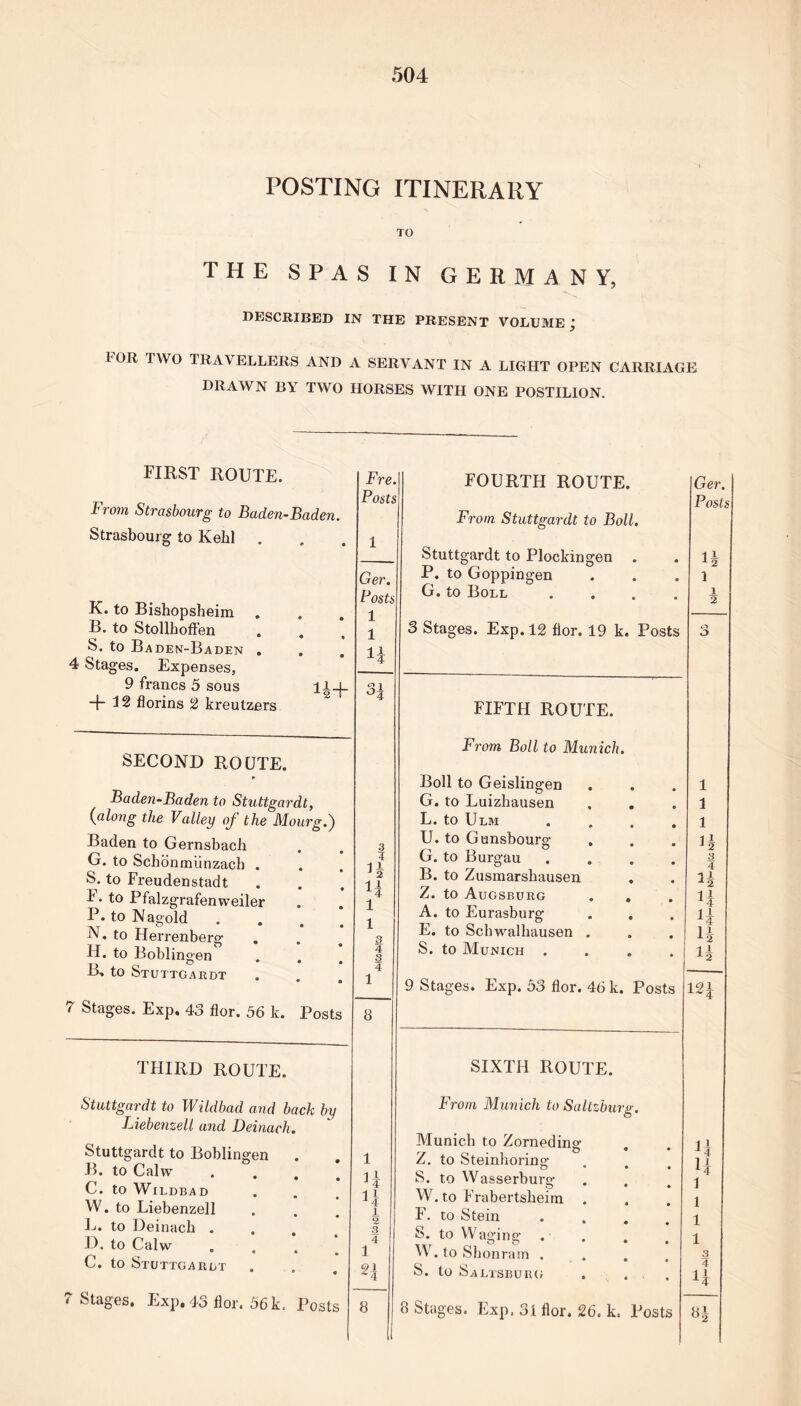 504
POSTING ITINERARY
TO
THE SPAS IN GERMANY,
DESCRIBED IN THE PRESENT VOLUME;
FOR TWO TRAVELLERS AND A SERVANT IN A LIGHT OPEN CARRIAGE
DRAWN BY TWO HORSES WITH ONE POSTILION.
FIRST ROUTE. Fre. Posts
From Strasbourg to Baden-Baden.
Strasbourg to Kehl . . . 1
Ger. Posts
K. to Bishopsheim . . . 1
B. to Stollhoffen . . . 1
S. to BADEN-BADEN . . . 1¼
4 Stages. Expenses,
9 francs 5 sous 1½+ 3¼
+ 12 florins 2 kreutzers
SECOND ROUTE.
Baden-Baden to Stuttgardt,
(along the Valley of the Mourg.)
Baden to Gernsbach . . ¾
G. to Schönmünzach . . . 1½
S. to Freudenstadt . . . 1¼
F. to Pfalzgrafenweiler . . 1
P. to Nagold . . . . 1
N. to Herrenberg . . . ¾
H. to Boblingen . . . ¾
B. to STUTTGARDT . . . 1
7 Stages. Exp. 43 flor. 56 k. Posts 8
THIRD ROUTE.
Stuttgardt to Wildbad and back by
Liebenzell and Deinach.
Stuttgardt to Boblingen . . 1
B. to Calw . . . . 1¼
C. to WILDBAD . . . 1¼
W. to Liebenzell . . . ½
L. to Deinach . . . . ¾
D. to Calw . . . . 1
C. to STUTTGARDT . . . 2¼
7 Stages. Exp. 43 flor. 56 k. Posts 8
FOURTH ROUTE. Ger. Posts
From Stuttgardt to Boll.
Stuttgardt to Plockingen . . 1½
P. to Goppingen . . . 1
G. to BOLL . . . . ½
3 Stages. Exp. 12 flor. 19 k. Posts 3
FIFTH ROUTE.
From Boll to Munich.
Boll to Geislingen . . . 1
G. to Luizhausen . . . 1
L. to ULM . . . . 1
U. to Gunsbourg . . . 1½
G. to Burgau . . . . ¾
B. to Zusmarshausen . . 1½
Z. to AUGSBURG . . . 1¼
A. to Eurasburg . . . 1¼
E. to Schwalhausen . . . 1½
S. to MUNICH . . . . 1½
9 Stages. Exp. 53 flor. 46 k. Posts 12¼
SIXTH ROUTE.
From Munich to Saltzburg.
Munich to Zorneding . . 1¼
Z. to Steinhoring . . . 1¼
S. to Wasserburg . . . 1
W. to Frabertsheim . . . 1
F. to Stein . . . . 1
S. to Waging . . . . 1
W. to Shonram . . . . ¾
S. to SALTSBURG . . . 1¼
8 Stages. Exp. 31 flor. 26. k. Posts 8½